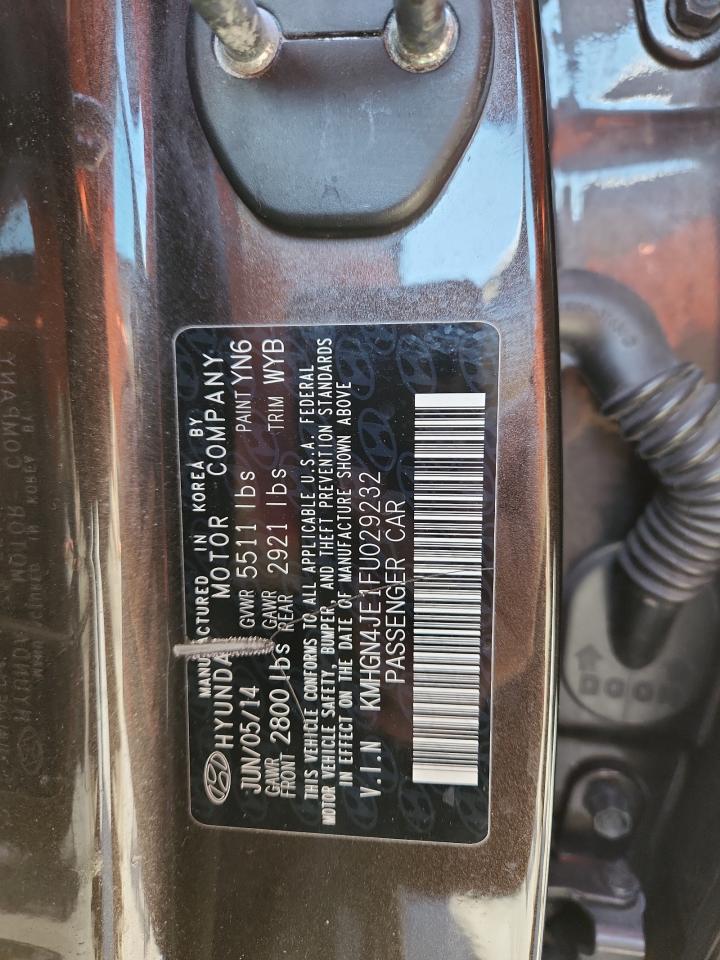 MANUFACTURED IN KOREA BY
HYUNDAI MOTOR COMPANY
JUN/05/14 GVWR 5511 lbs PAINT YN6
GAWR FRONT 2800 lbs GAWR REAR 2921 lbs TRIM WYB
THIS VEHICLE CONFORMS TO ALL APPLICABLE U.S.A. FEDERAL
MOTOR VEHICLE SAFETY, BUMPER, AND THEFT PREVENTION STANDARDS
IN EFFECT ON THE DATE OF MANUFACTURE SHOWN ABOVE
V.I.N KMHGN4JE1FU029232
PASSENGER CAR
DOOR